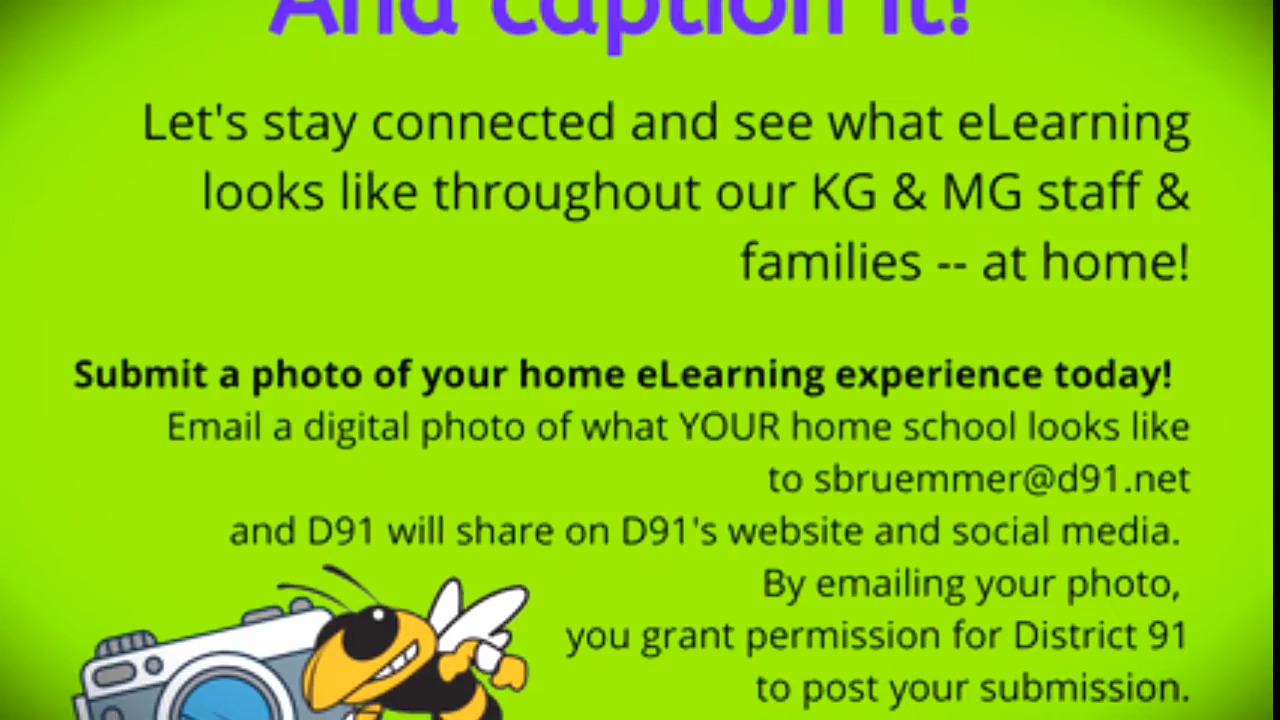 And caption it!
Let's stay connected and see what eLearning
looks like throughout our KG & MG staff &
families -- at home!
Submit a photo of your home eLearning experience today!
Email a digital photo of what YOUR home school looks like
to sbruemmer@d91.net
and D91 will share on D91's website and social media.
By emailing your photo,
you grant permission for District 91
to post your submission.